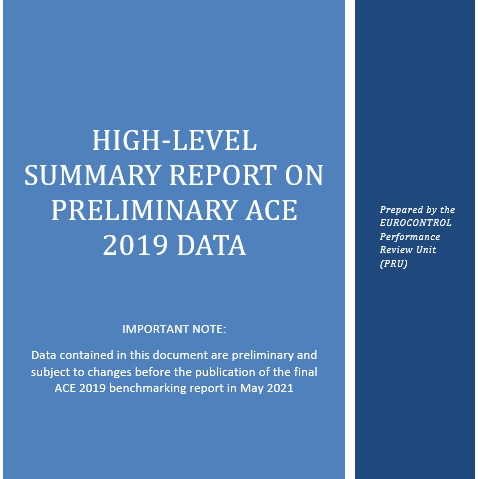 HIGH-LEVEL
SUMMARY REPORT ON
PRELIMINARY ACE
2019 DATA
IMPORTANT NOTE:
Data contained in this document are preliminary and
subject to changes before the publication of the final
ACE 2019 benchmarking report in May 2021
Prepared by the
EUROCONTROL
Performance
Review Unit
(PRU)